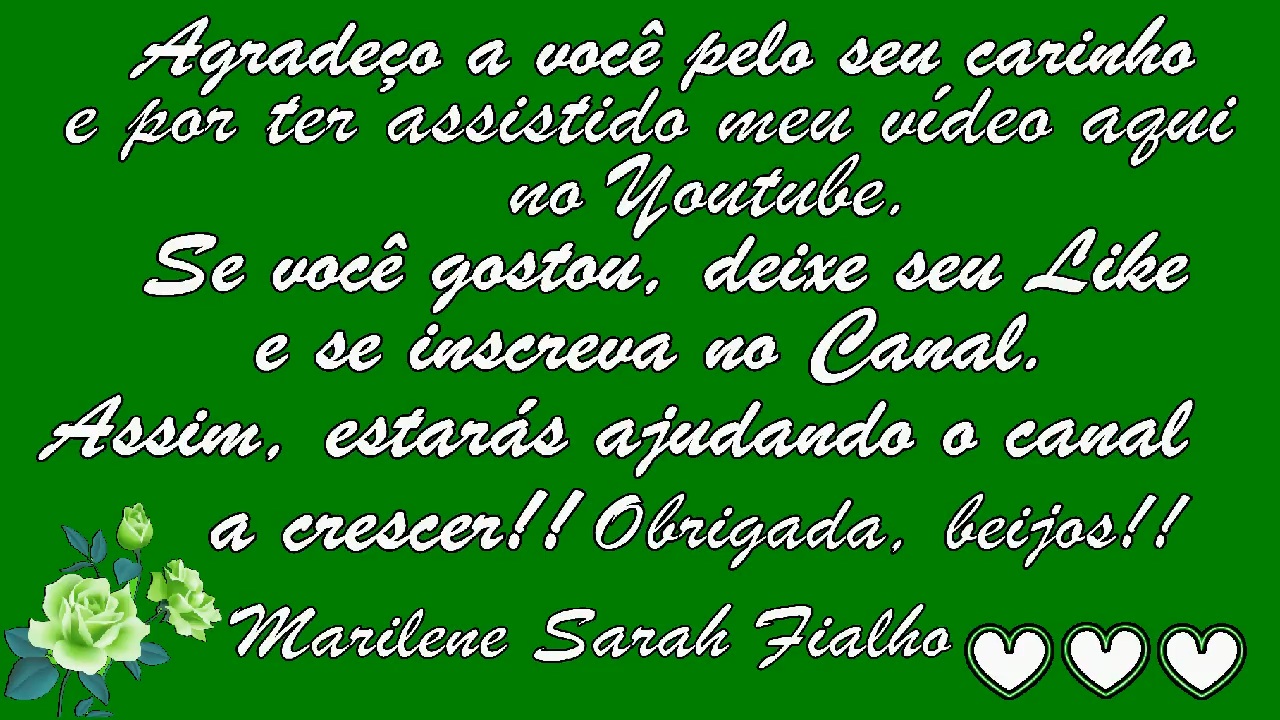 Agradeço a você pelo seu carinho
e por ter assistido meu vídeo aqui
no Youtube.
Se você gostou, deixe seu Like
e se inscreva no Canal.
Assim, estarás ajudando o canal
a crescer!! Obrigada, beijos!!
Marilene Sarah Fialho